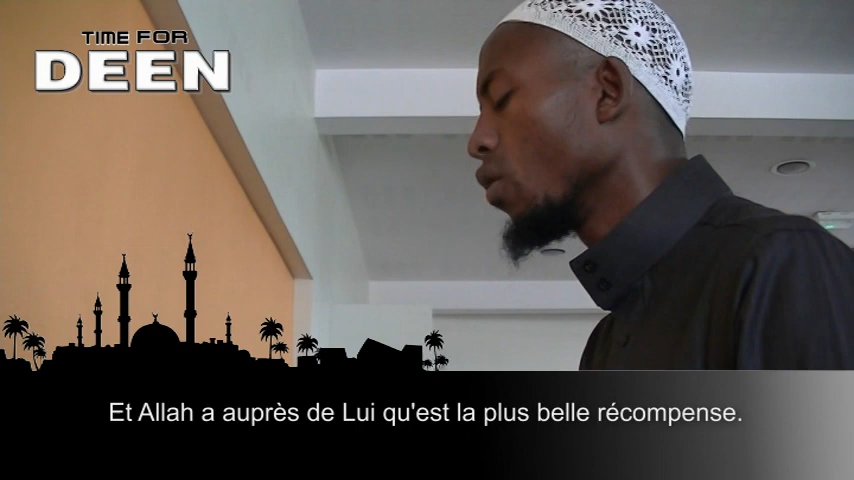 TIME FOR
DEEN
Et Allah a auprès de Lui qu'est la plus belle récompense.